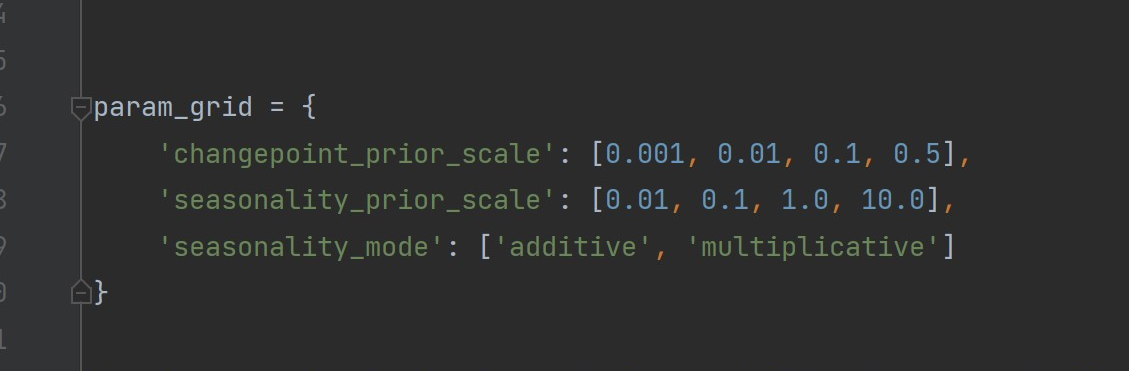 param_grid = {
    'changepoint_prior_scale': [0.001, 0.01, 0.1, 0.5],
    'seasonality_prior_scale': [0.01, 0.1, 1.0, 10.0],
    'seasonality_mode': ['additive', 'multiplicative']
}